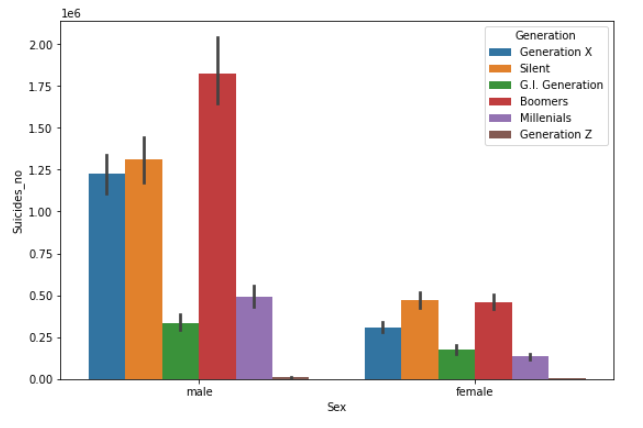 1e6
2.00
1.75
1.50
1.25
1.00
0.75
0.50
0.25
0.00
Suicides_no
male
female
Sex
Generation
Generation X
Silent
G.I. Generation
Boomers
Millenials
Generation Z